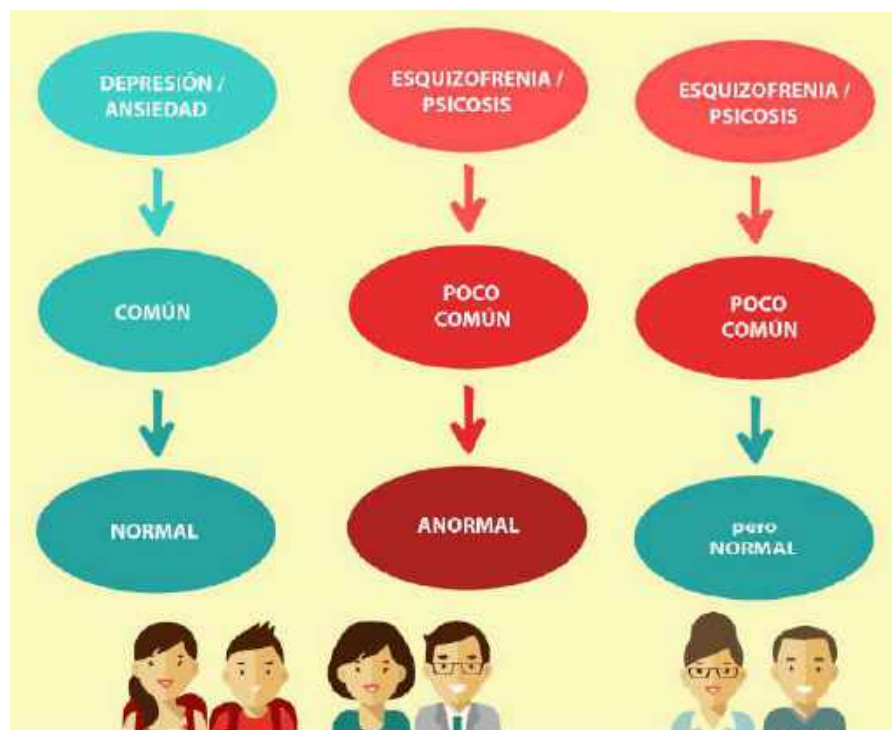 DEPRESIÓN /
ANSIEDAD
COMÚN
NORMAL
ESQUIZOFRENIA /
PSICOSIS
POCO
COMÚN
ANORMAL
ESQUIZOFRENIA /
PSICOSIS
POCO
COMÚN
pero
NORMAL